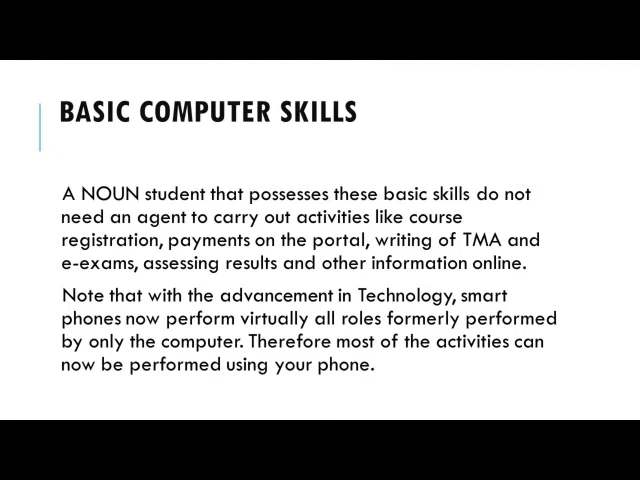 BASIC COMPUTER SKILLS
A NOUN student that possesses these basic skills do not
need an agent to carry out activities like course
registration, payments on the portal, writing of TMA and
e-exams, assessing results and other information online.
Note that with the advancement in Technology, smart
phones now perform virtually all roles formerly performed
by only the computer. Therefore most of the activities can
now be performed using your phone.